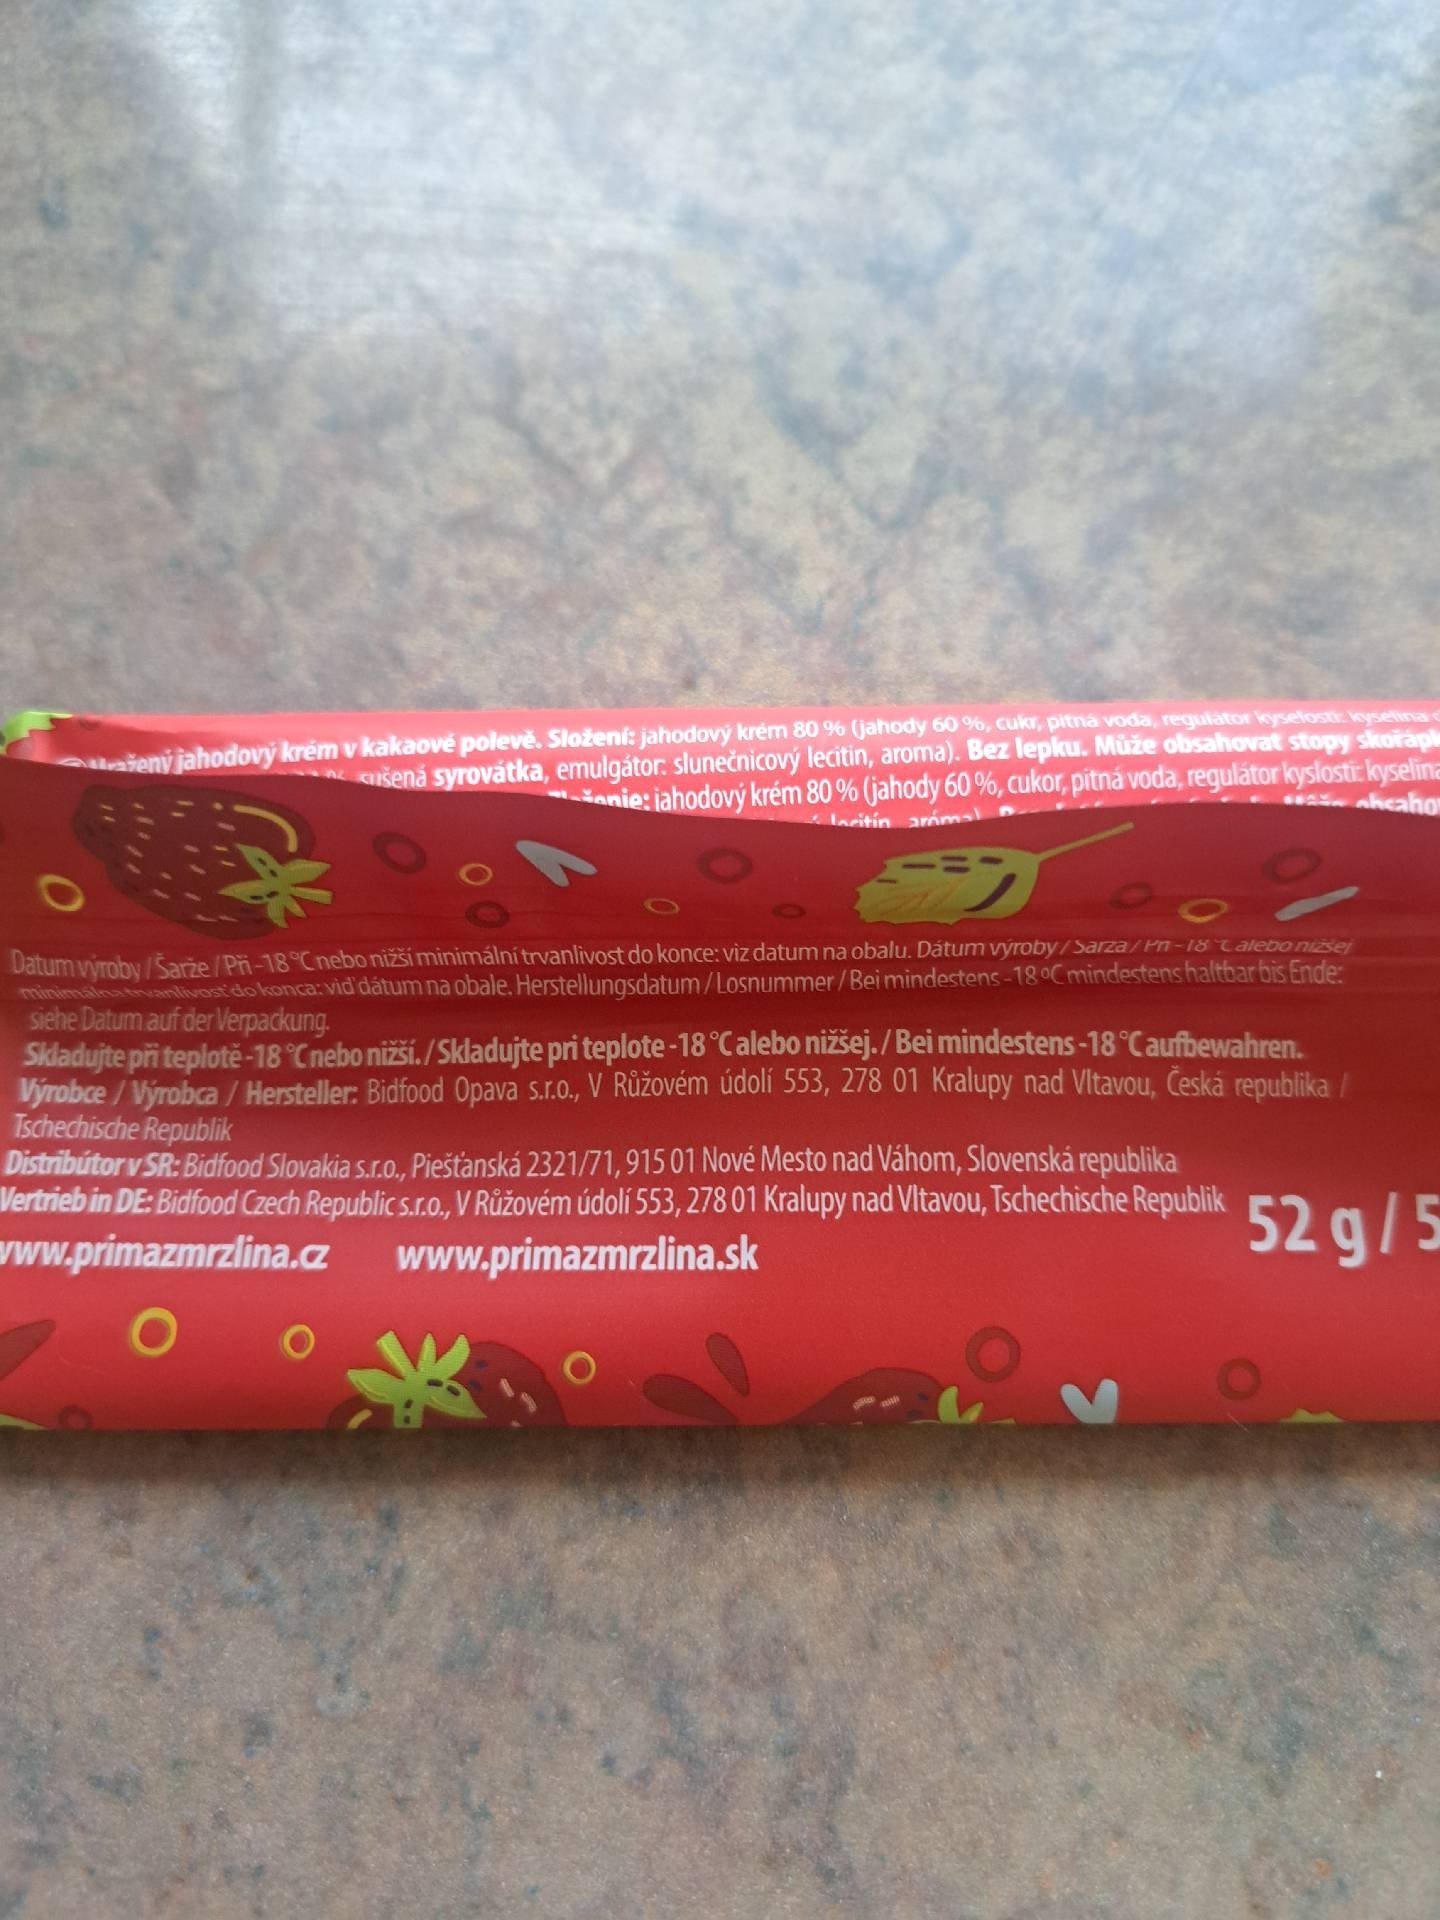 Mražený jahodový krém v kakaové polevě. Složení: jahodový krém 80 % (jahody 60 %, cukr, pitná voda, regulátor kyselosti: kyselina
sušená syrovátka, emulgátor: slunečnicový lecitin, aroma). Bez lepku. Může obsahovat stopy
jahodový krém 80 % (jahody 60 %, cukor, pitná voda, regulátor kyslosti: kyselina
Datum výroby / Šarže / Při -18 °C nebo nižší minimální trvanlivost do konce: viz datum na obalu. Dátum výroby / Šarža / Pri -18 °C alebo nižšej
minimálna trvanlivosť do konca: viď dátum na obale. Herstellungsdatum / Losnummer / Bei mindestens -18 °C mindestens haltbar bis Ende:
siehe Datum auf der Verpackung.
Skladujte při teplotě -18 °C nebo nižší. / Skladujte pri teplote -18 °C alebo nižšej. / Bei mindestens -18 °C aufbewahren.
Výrobce / Výrobca / Hersteller: Bidfood Opava s.r.o., V Růžovém údolí 553, 278 01 Kralupy nad Vltavou, Česká republika /
Tschechische Republik
Distribútor v SR: Bidfood Slovakia s.r.o., Piešťanská 2321/71, 915 01 Nové Mesto nad Váhom, Slovenská republika
Vertrieb in DE: Bidfood Czech Republic s.r.o., V Růžovém údolí 553, 278 01 Kralupy nad Vltavou, Tschechische Republik
52 g / 5
www.primazmrzlina.cz www.primazmrzlina.sk